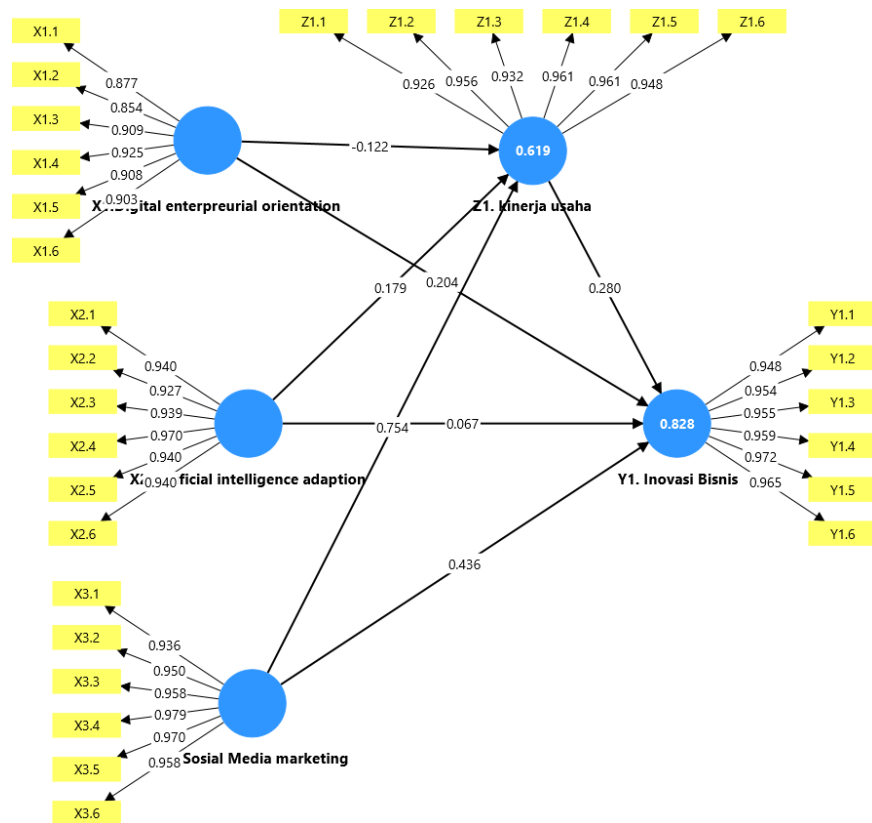 X1.1
X1.2
X1.3
X1.4
X1.5
X1.6
0.877
0.854
0.909
0.925
0.908
0.903
enterpreurial orientation
Z1.1
Z1.2
Z1.3
Z1.4
Z1.5
Z1.6
0.926
0.956
0.932
0.961
0.961
0.948
0.619
Z1. kinerja usaha
-0.122
0.179
0.204
0.280
X2.1
X2.2
X2.3
X2.4
X2.5
X2.6
0.940
0.927
0.939
0.970
0.940
0.940
intelligence adaption
0.754
0.067
0.436
0.828
Y1. Inovasi Bisnis
Y1.1
Y1.2
Y1.3
Y1.4
Y1.5
Y1.6
0.948
0.954
0.955
0.959
0.972
0.965
X3.1
X3.2
X3.3
X3.4
X3.5
X3.6
0.936
0.950
0.958
0.979
0.970
0.958
Sosial Media marketing